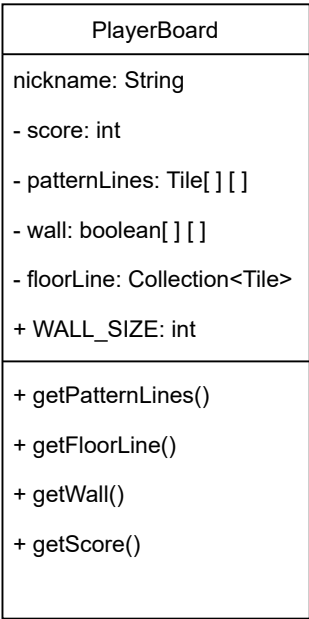 PlayerBoard
nickname: String
- score: int
- patternLines: Tile[ ] [ ]
- wall: boolean[ ] [ ]
- floorLine: Collection<Tile>
+ WALL_SIZE: int
+ getPatternLines()
+ getFloorLine()
+ getWall()
+ getScore()